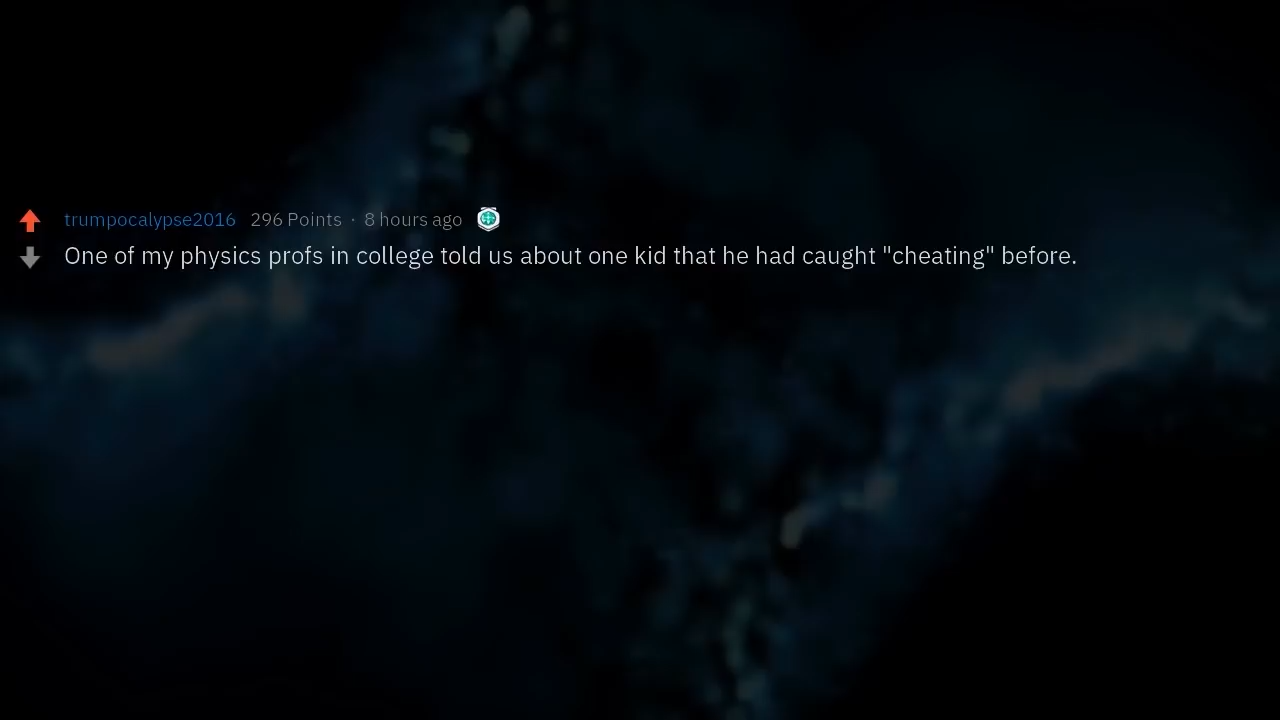 trumpocalypse2016 296 Points · 8 hours ago
One of my physics profs in college told us about one kid that he had caught "cheating" before.